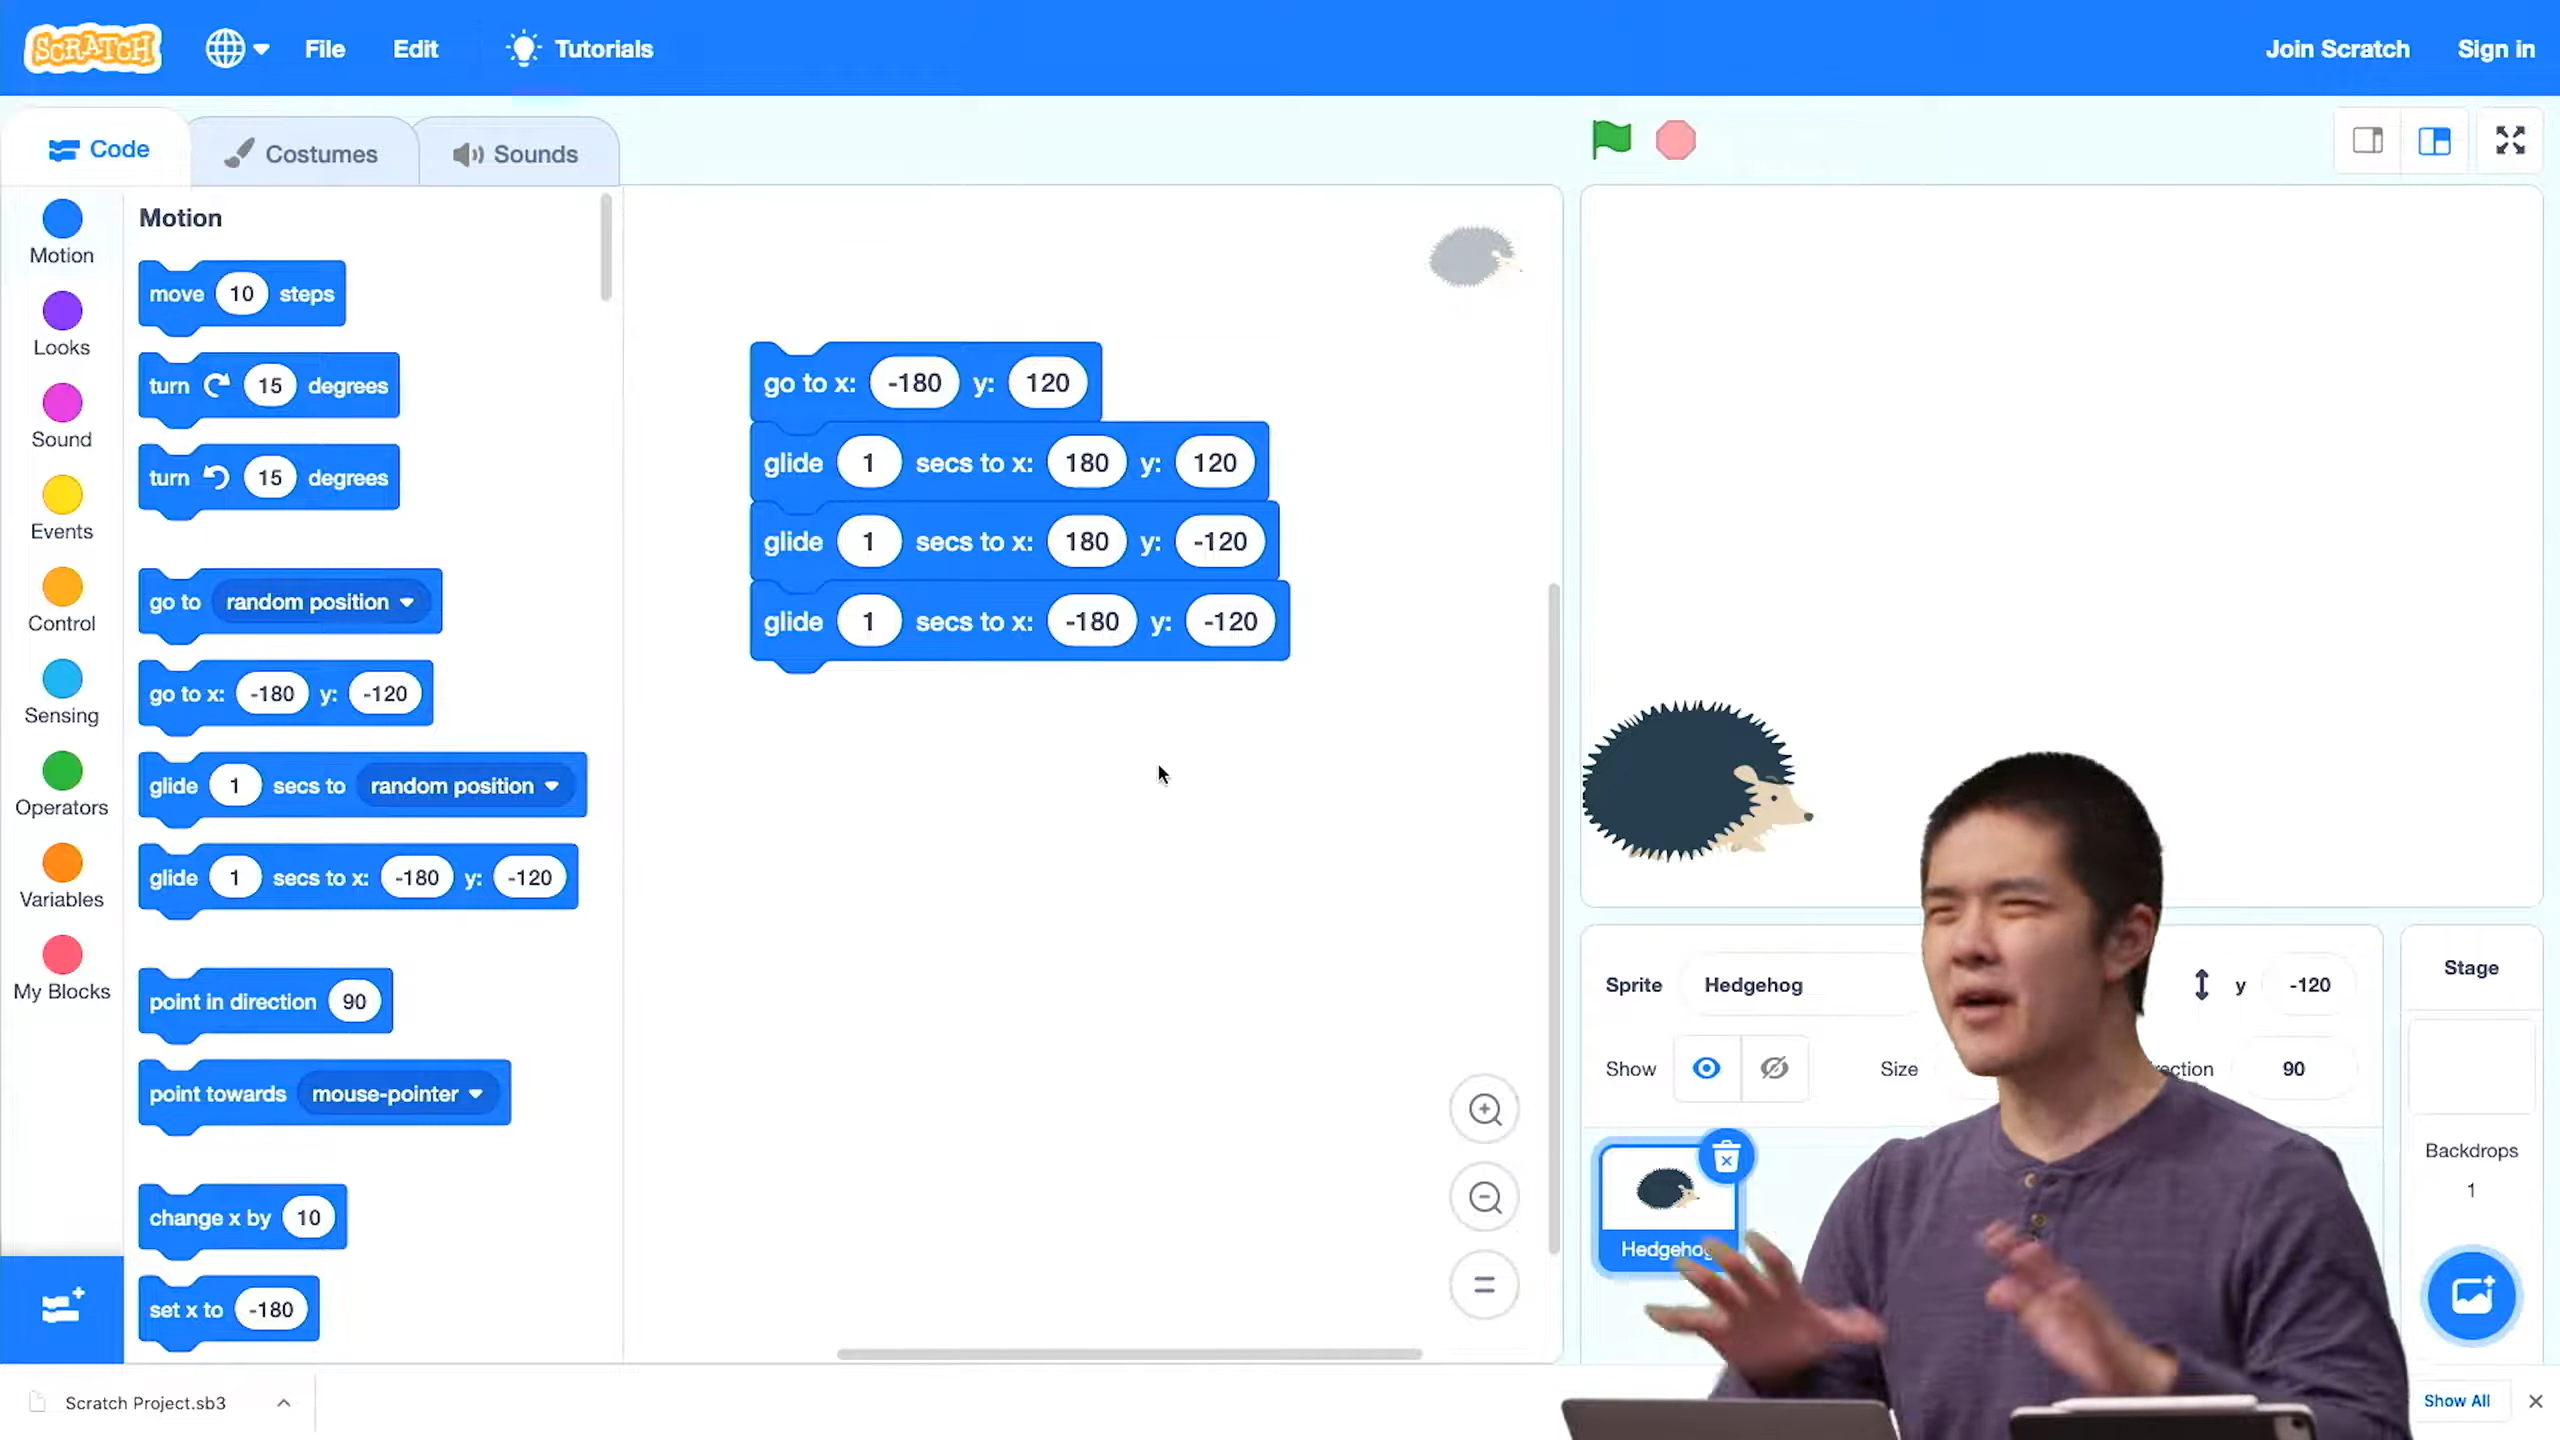 SCRATCH
File
Edit
Tutorials
Join Scratch
Sign in
Code
Costumes
Sounds
Motion
Looks
Sound
Events
Control
Sensing
Operators
Variables
My Blocks
Motion
move 10 steps
turn 15 degrees
turn 15 degrees
go to random position
go to x: -180 y: -120
glide 1 secs to random position
glide 1 secs to x: -180 y: -120
point in direction 90
point towards mouse-pointer
change x by 10
set x to -180
go to x: -180 y: 120
glide 1 secs to x: 180 y: 120
glide 1 secs to x: 180 y: -120
glide 1 secs to x: -180 y: -120
Sprite Hedgehog y -120
Show Size 90
Hedgehog
Stage
Backdrops
1
Scratch Project.sb3
Show All